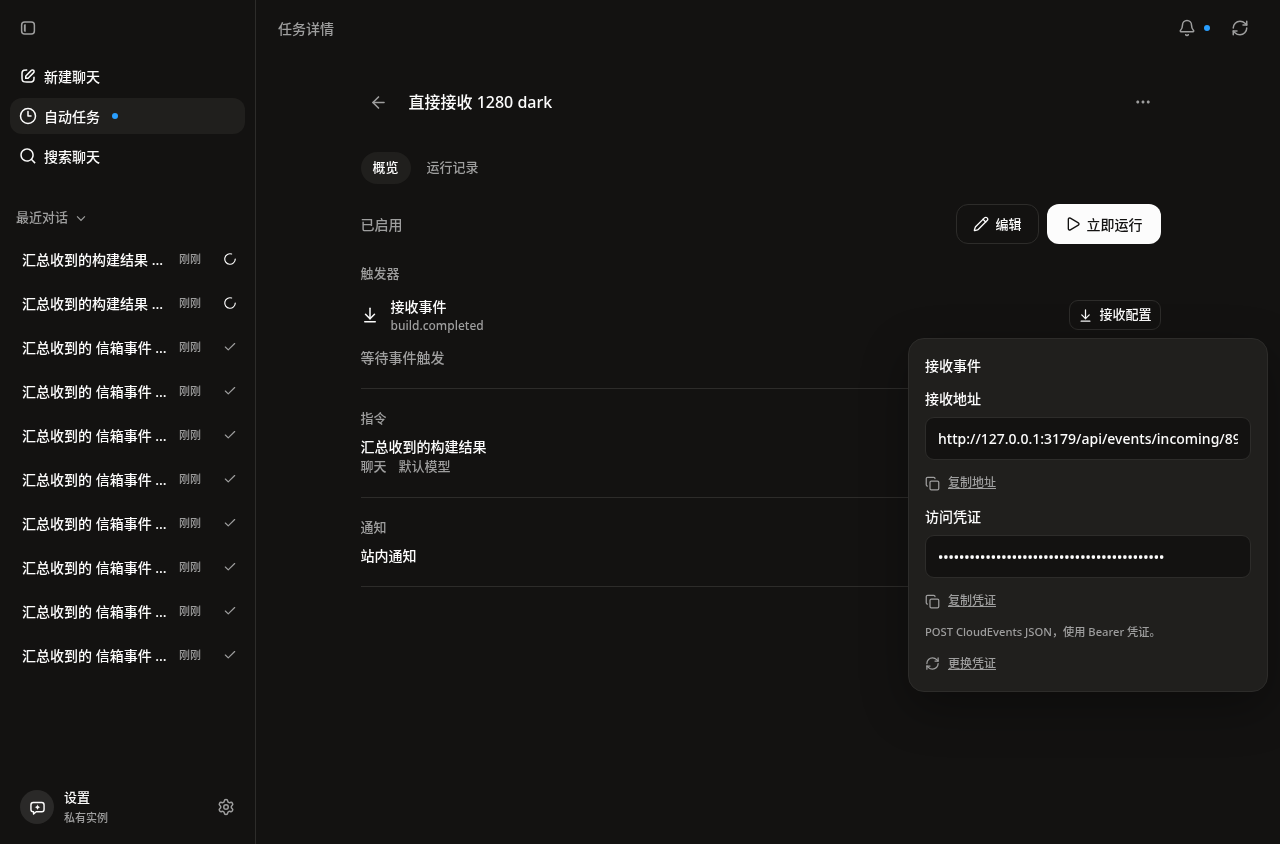 任务详情
新建聊天
自动任务
搜索聊天
最近对话
汇总收到的构建结果 ... 刚刚
汇总收到的构建结果 ... 刚刚
汇总收到的 信箱事件 ... 刚刚
汇总收到的 信箱事件 ... 刚刚
汇总收到的 信箱事件 ... 刚刚
汇总收到的 信箱事件 ... 刚刚
汇总收到的 信箱事件 ... 刚刚
汇总收到的 信箱事件 ... 刚刚
汇总收到的 信箱事件 ... 刚刚
汇总收到的 信箱事件 ... 刚刚
设置
私有实例
直接接收 1280 dark
概览 运行记录
已启用 编辑 立即运行
触发器
接收事件
build.completed
接收配置
等待事件触发
指令
汇总收到的构建结果
聊天 默认模型
通知
站内通知
接收事件
接收地址
http://127.0.0.1:3179/api/events/incoming/89
复制地址
访问凭证
•••••••••••••••••••••••••••••••••••••••••••
复制凭证
POST CloudEvents JSON，使用 Bearer 凭证。
更换凭证